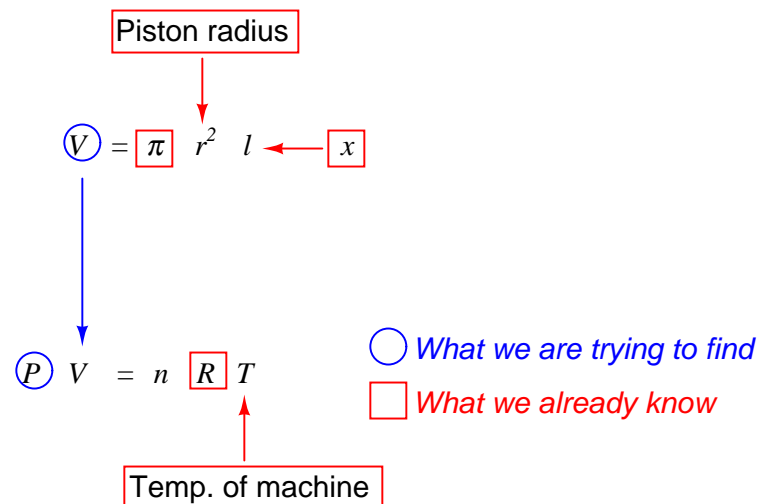 Piston radius
V = π r² l x
P V = n R T
What we are trying to find
What we already know
Temp. of machine